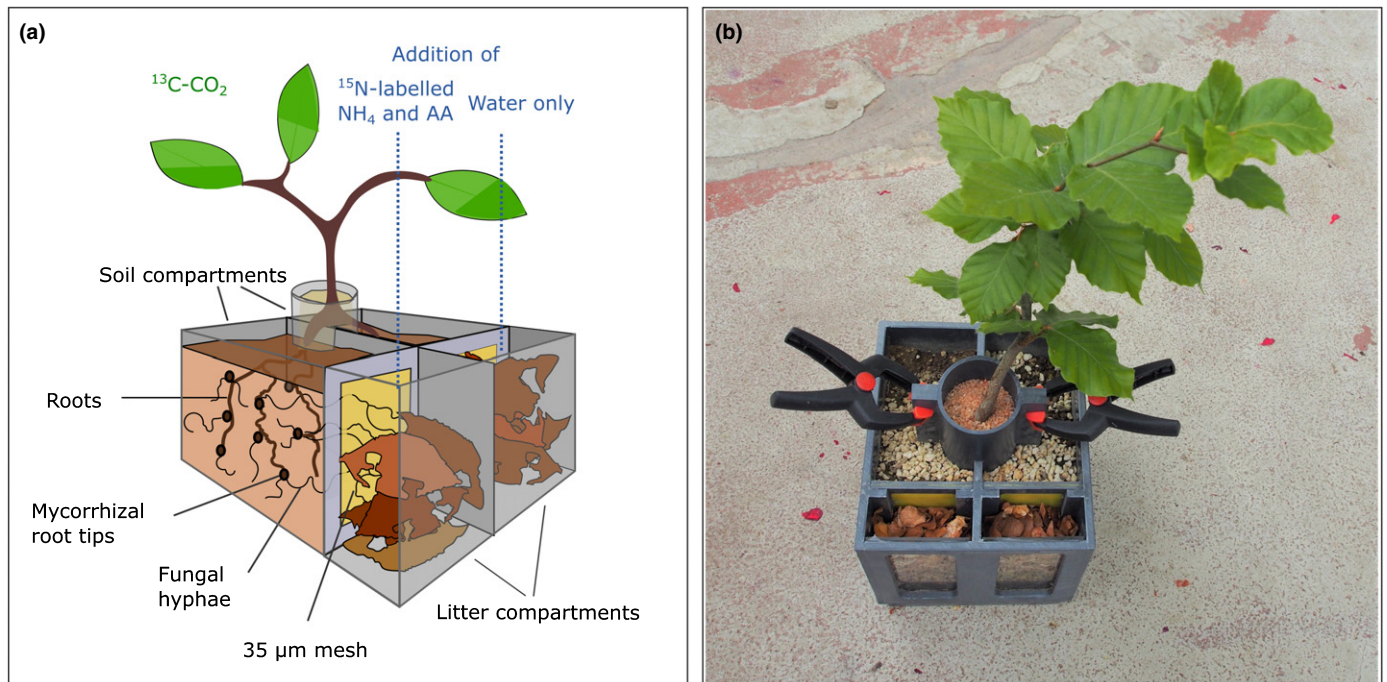 (a)
¹³C-CO₂
Addition of
¹⁵N-labelled
NH₄ and AA
Water only
Soil compartments
Roots
Mycorrhizal
root tips
Fungal
hyphae
35 µm mesh
Litter compartments
(b)